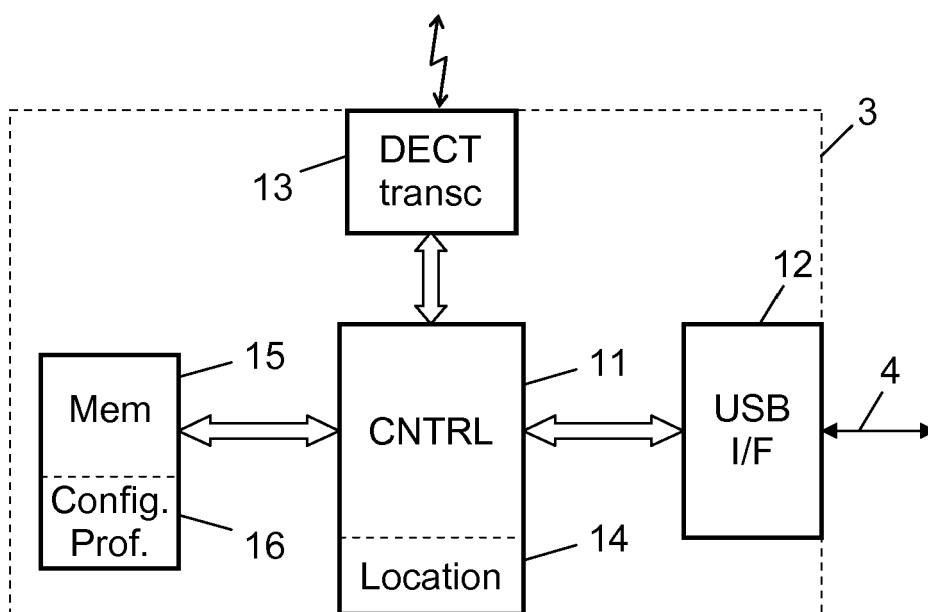 3
DECT
transc
13
12
15
11
4
Mem
CNTRL
USB
I/F
Config.
Prof.
16
14
Location